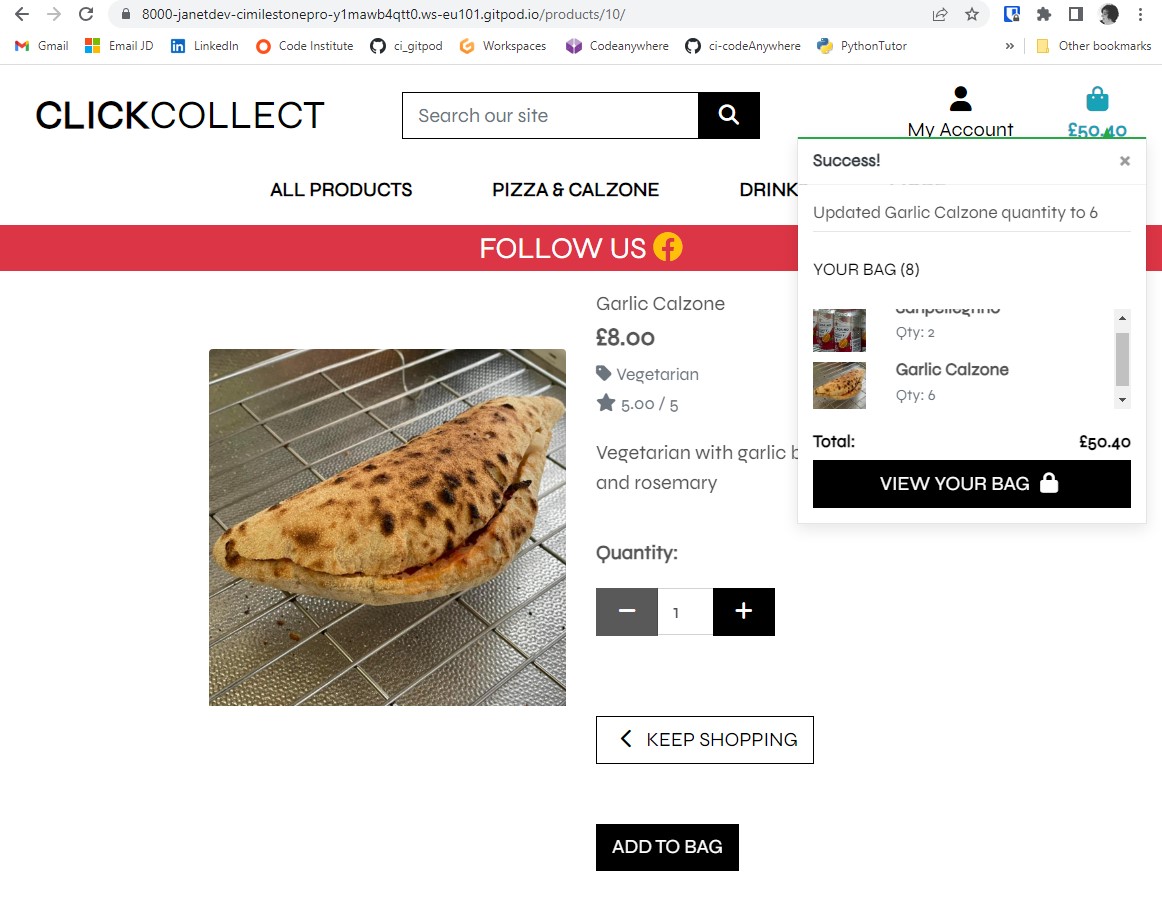 8000-janetdev-cimilestonepro-y1mawb4qtt0.ws-eu101.gitpod.io/products/10/
Gmail Email JD LinkedIn Code Institute ci_gitpod Workspaces Codeanywhere ci-codeAnywhere PythonTutor » Other bookmarks
CLICKCOLLECT
Search our site
My Account
£50.40
ALL PRODUCTS PIZZA & CALZONE DRINK
FOLLOW US
Success! ×
Updated Garlic Calzone quantity to 6
YOUR BAG (8)
Sanpellegrino
Qty: 2
Garlic Calzone
Qty: 6
Total: £50.40
VIEW YOUR BAG
Garlic Calzone
£8.00
Vegetarian
5.00 / 5
Vegetarian with garlic
and rosemary
Quantity:
1
KEEP SHOPPING
ADD TO BAG